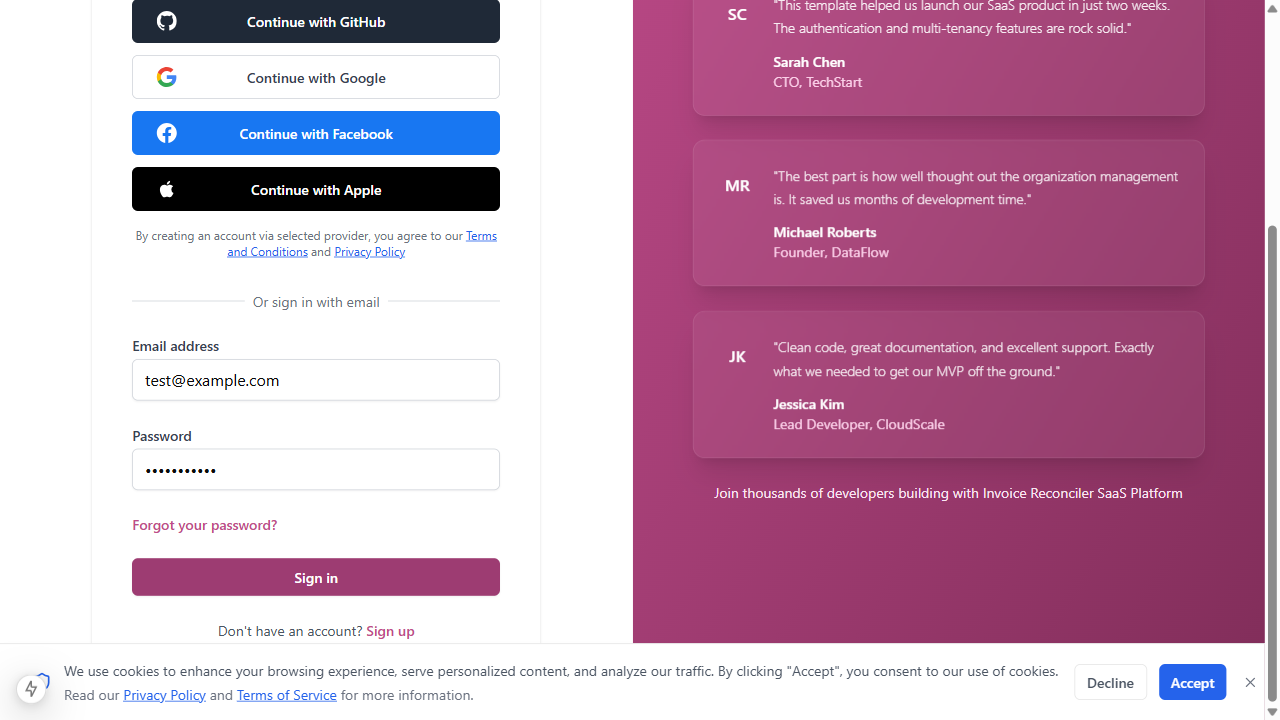 Continue with GitHub
Continue with Google
Continue with Facebook
Continue with Apple
By creating an account via selected provider, you agree to our Terms
and Conditions and Privacy Policy
Or sign in with email
Email address
test@example.com
Password
•••••••••••
Forgot your password?
Sign in
Don't have an account? Sign up
SC
"This template helped us launch our SaaS product in just two weeks.
The authentication and multi-tenancy features are rock solid."
Sarah Chen
CTO, TechStart
MR
"The best part is how well thought out the organization management
is. It saved us months of development time."
Michael Roberts
Founder, DataFlow
JK
"Clean code, great documentation, and excellent support. Exactly
what we needed to get our MVP off the ground."
Jessica Kim
Lead Developer, CloudScale
Join thousands of developers building with Invoice Reconciler SaaS Platform
We use cookies to enhance your browsing experience, serve personalized content, and analyze our traffic. By clicking "Accept", you consent to our use of cookies.
Read our Privacy Policy and Terms of Service for more information.
Decline
Accept